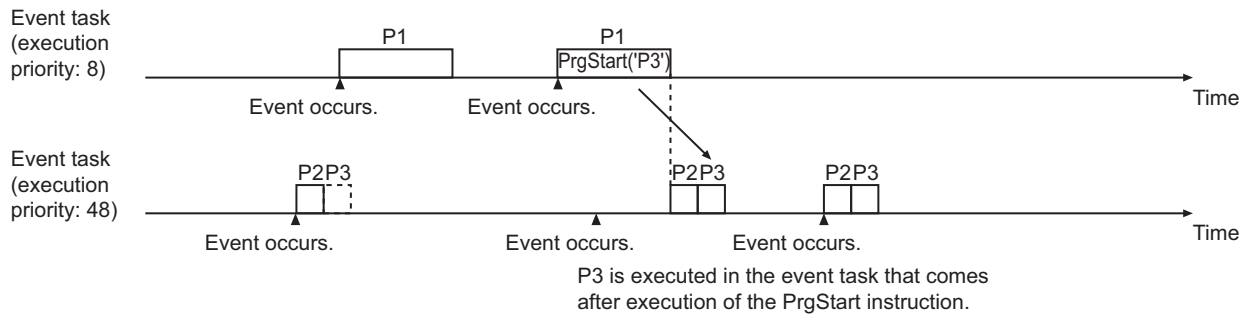 Event task
(execution
priority: 8)
P1
P1
PrgStart('P3')
Event occurs.
Event occurs.
Time
Event task
(execution
priority: 48)
P2P3
P2P3
P2P3
Event occurs.
Event occurs.
Event occurs.
Time
P3 is executed in the event task that comes
after execution of the PrgStart instruction.